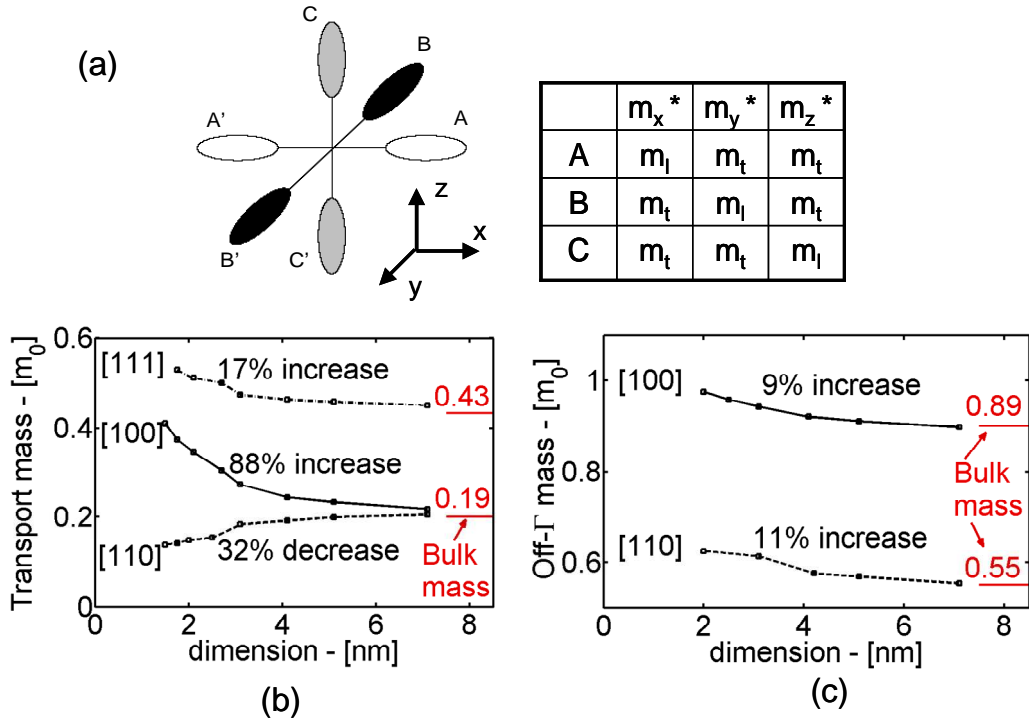 (a)
C
B
A'
A
B'
C'
z
x
y
m_x* m_y* m_z*
A m_l m_t m_t
B m_t m_l m_t
C m_t m_t m_l
Transport mass - [m_0]
0.6
0.4
0.2
0
[111]
17% increase
0.43
[100]
88% increase
0.19
[110]
32% decrease
Bulk
mass
0 2 4 6 8
dimension - [nm]
(b)
Off-Γ mass - [m_0]
1
0.8
0.6
[100]
9% increase
0.89
Bulk
mass
[110]
11% increase
0.55
0 2 4 6 8
dimension - [nm]
(c)